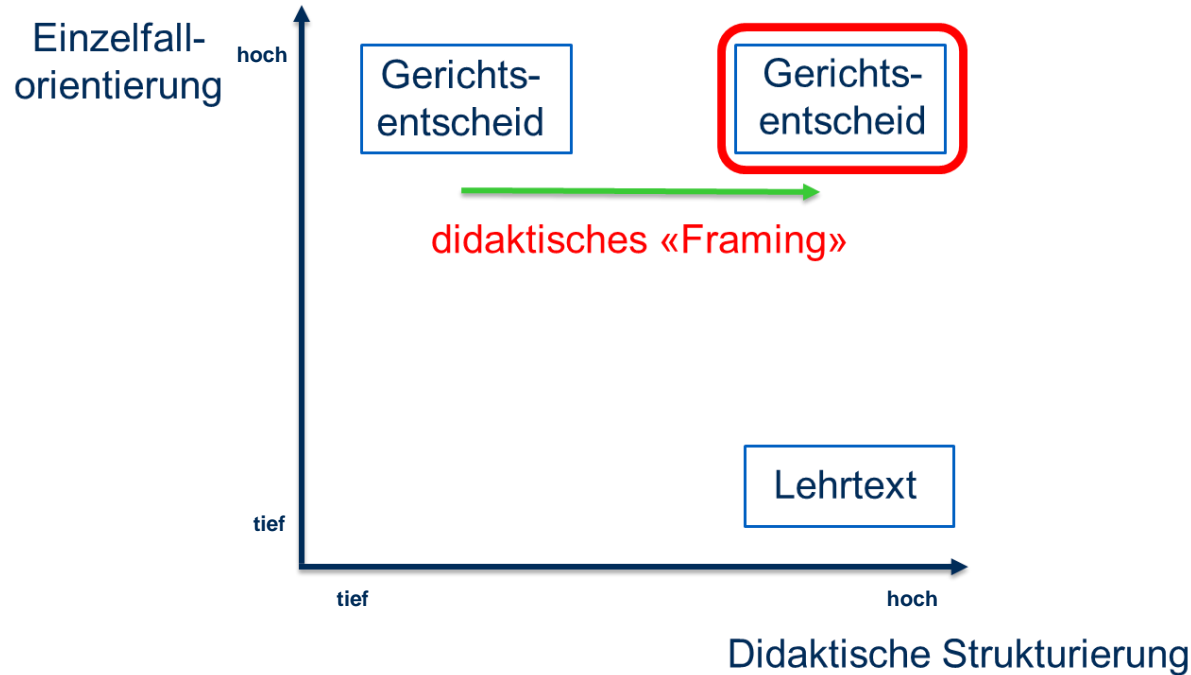 Einzelfall-
orientierung
hoch
Gerichts-
entscheid
Gerichts-
entscheid
didaktisches «Framing»
Lehrtext
tief
tief
hoch
Didaktische Strukturierung